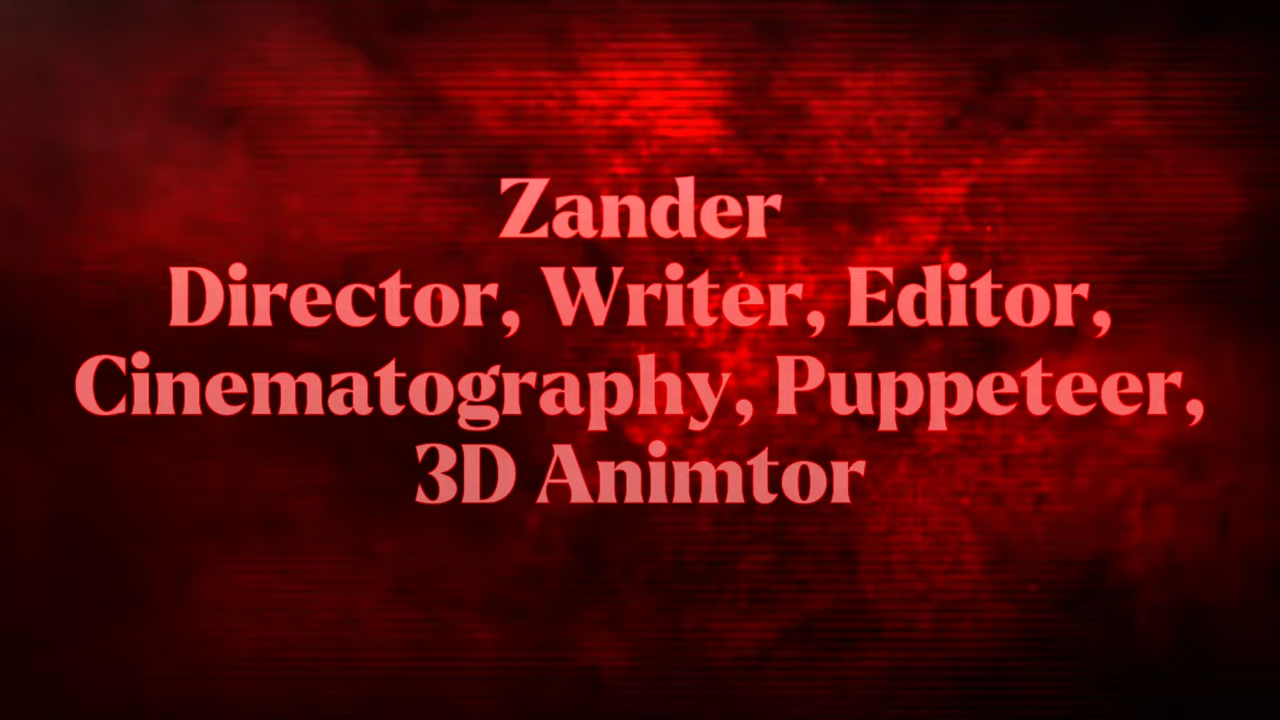 Zander
Director, Writer, Editor,
Cinematography, Puppeteer,
3D Animtor